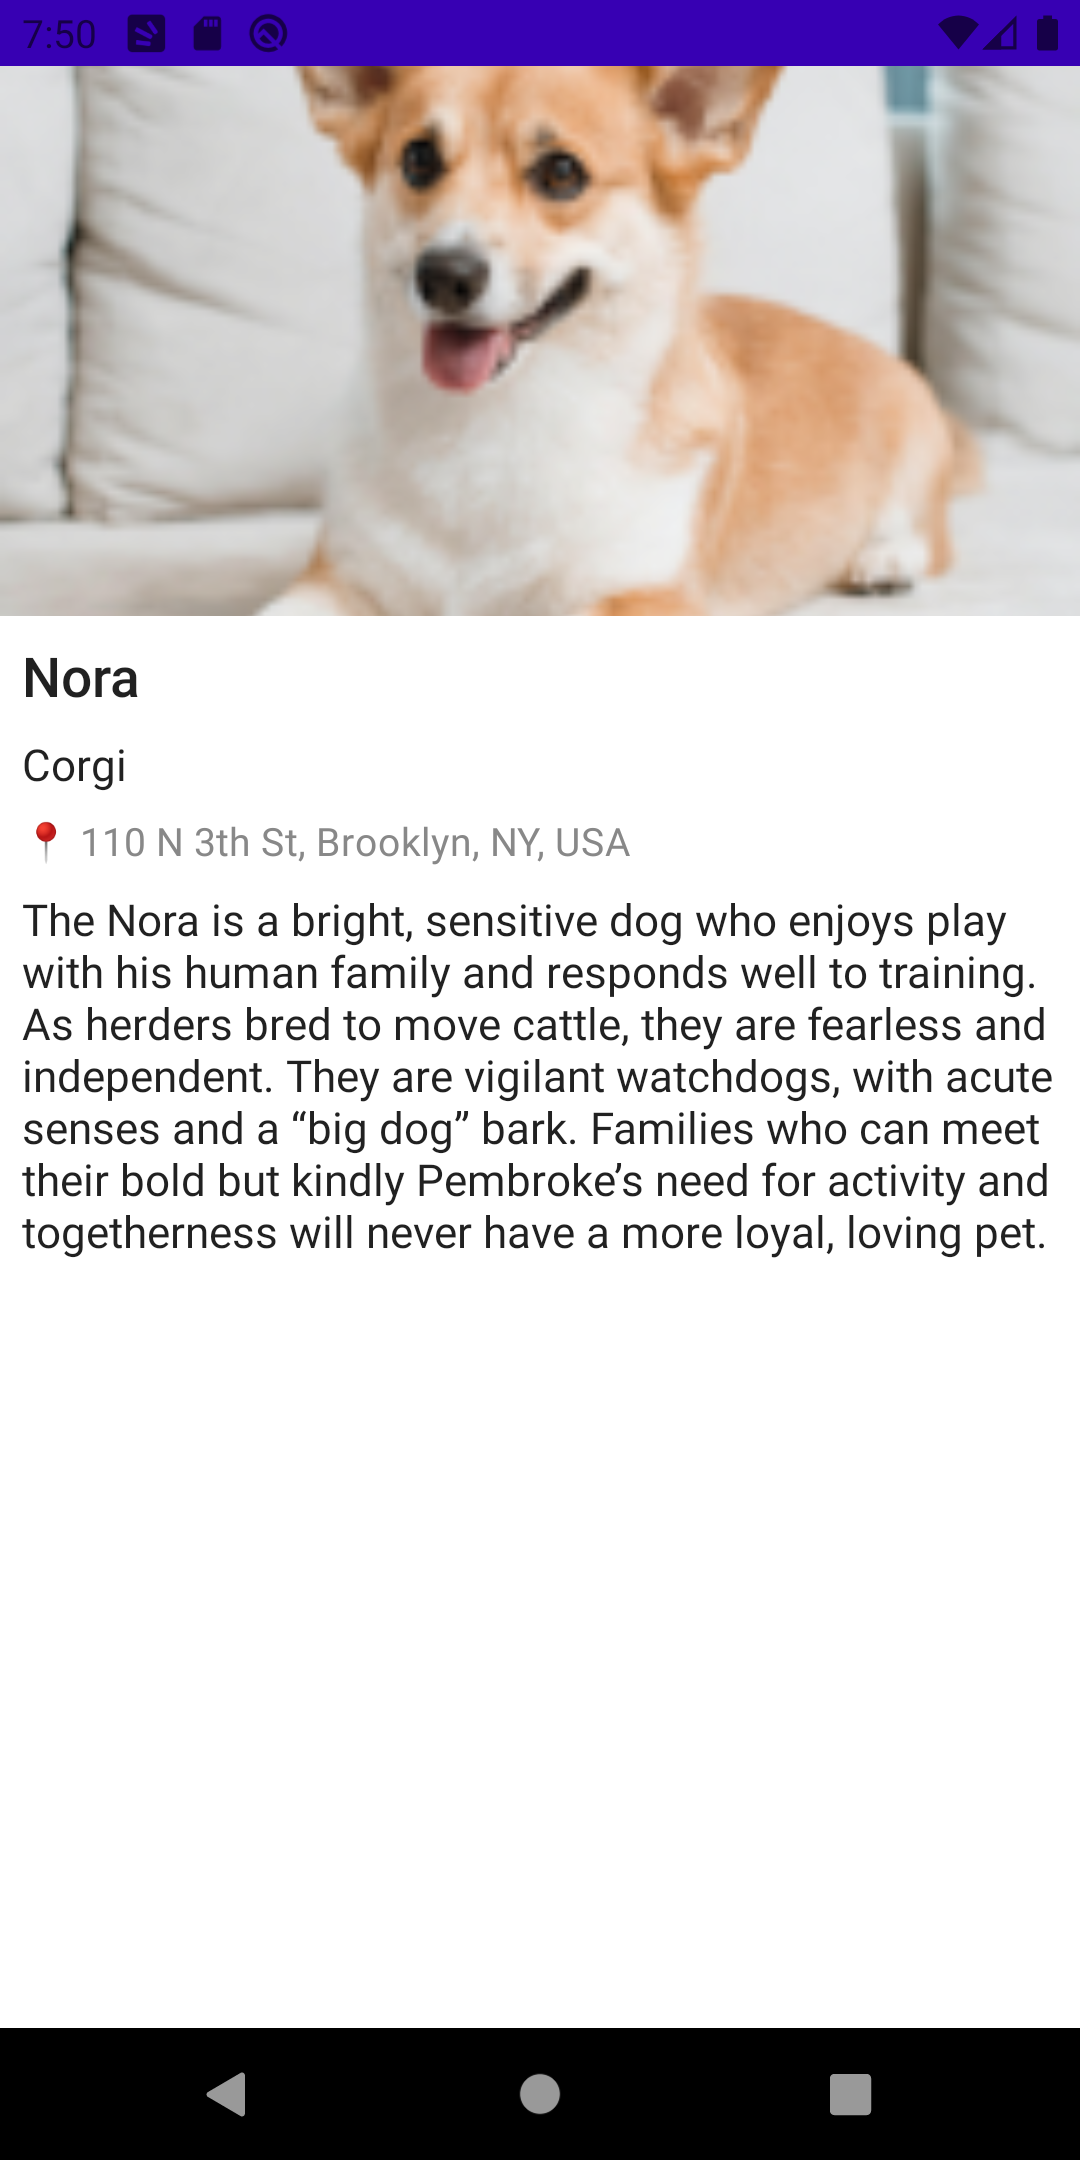 7:50
Nora
Corgi
📍 110 N 3th St, Brooklyn, NY, USA
The Nora is a bright, sensitive dog who enjoys play
with his human family and responds well to training.
As herders bred to move cattle, they are fearless and
independent. They are vigilant watchdogs, with acute
senses and a “big dog” bark. Families who can meet
their bold but kindly Pembroke’s need for activity and
togetherness will never have a more loyal, loving pet.